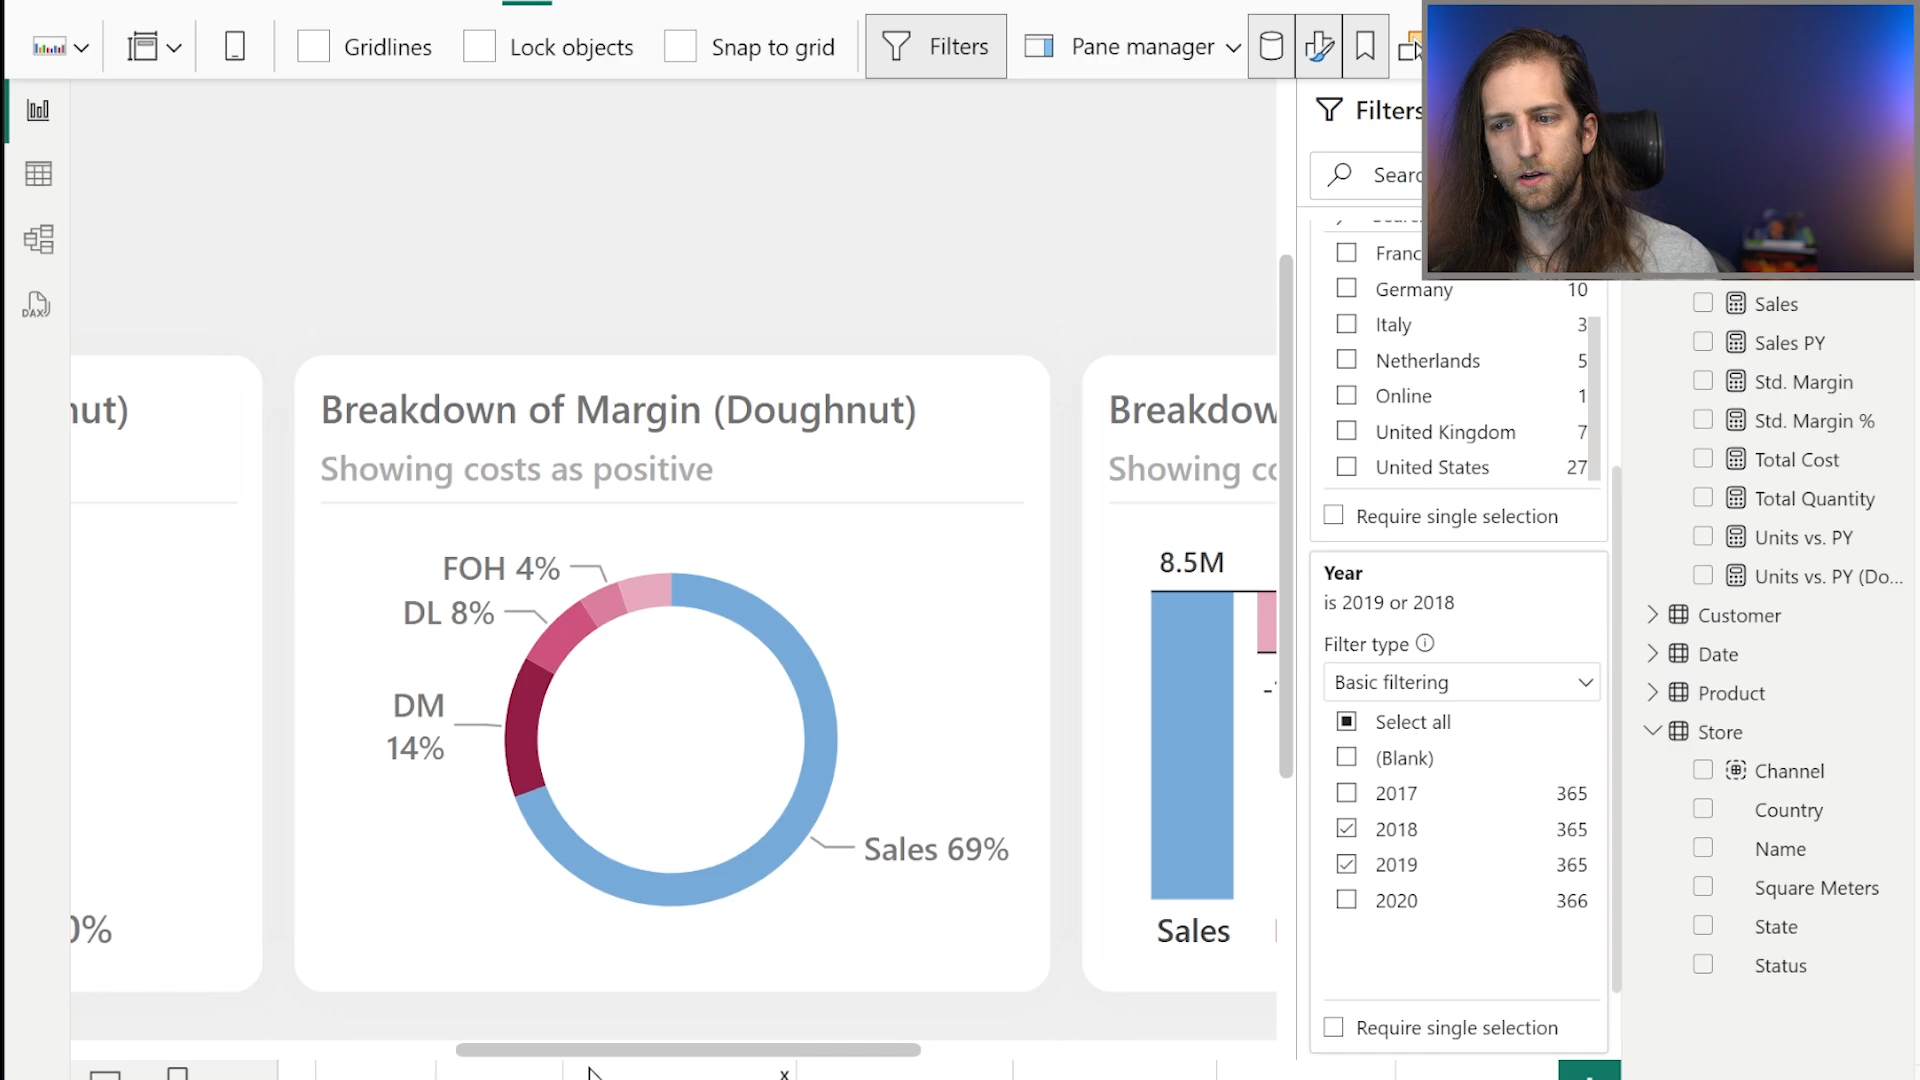 Gridlines
Lock objects
Snap to grid
Filters
Pane manager
Filters
Germany 10
Italy 3
Netherlands 5
Online 1
United Kingdom 7
United States 27
Require single selection
Year
is 2019 or 2018
Filter type
Basic filtering
Select all
(Blank)
2017 365
2018 365
2019 365
2020 366
Require single selection
Sales
Sales PY
Std. Margin
Std. Margin %
Total Cost
Total Quantity
Units vs. PY
Units vs. PY (Do...
Customer
Date
Product
Store
Channel
Country
Name
Square Meters
State
Status
DAX
0%
Breakdown of Margin (Doughnut)
Showing costs as positive
FOH 4%
DL 8%
DM
14%
Sales 69%
Showing
8.5M
Sales